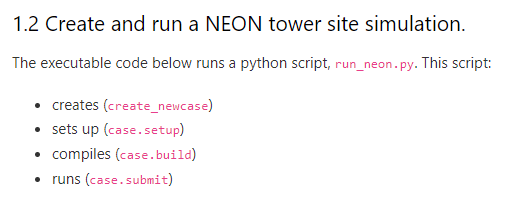 1.2 Create and run a NEON tower site simulation.
The executable code below runs a python script, run_neon.py. This script:
• creates (create_newcase)
• sets up (case.setup)
• compiles (case.build)
• runs (case.submit)